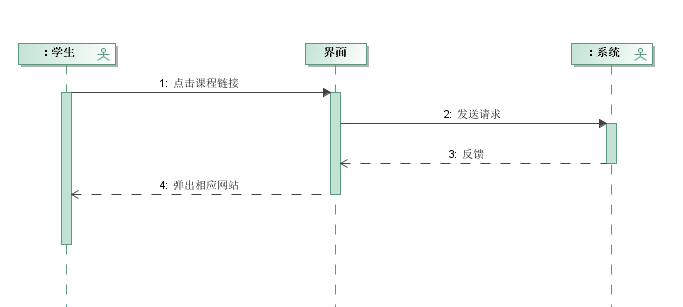 ：学生
界面
：系统
1: 点击课程链接
2: 发送请求
3: 反馈
4: 弹出相应网站